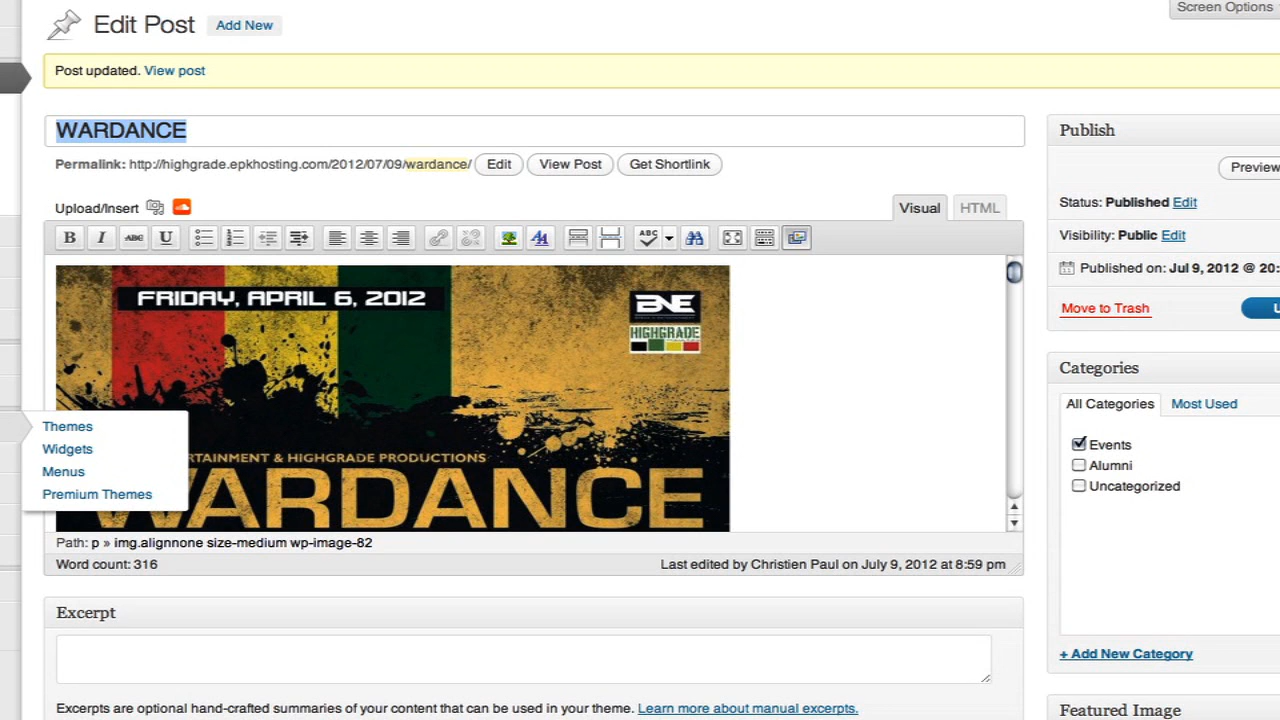 Screen Options
Edit Post Add New
Post updated. View post
WARDANCE
Permalink: http://highgrade.epkhosting.com/2012/07/09/wardance/ Edit View Post Get Shortlink
Upload/Insert
Visual HTML
B I ABC U ABC
FRIDAY, APRIL 6, 2012
BNE
HIGHGRADE
RTAINMENT & HIGHGRADE PRODUCTIONS
WARDANCE
Themes
Widgets
Menus
Premium Themes
Path: p » img.alignnone size-medium wp-image-82
Word count: 316 Last edited by Christien Paul on July 9, 2012 at 8:59 pm
Excerpt
Excerpts are optional hand-crafted summaries of your content that can be used in your theme. Learn more about manual excerpts.
Publish
Preview
Status: Published Edit
Visibility: Public Edit
Published on: Jul 9, 2012 @ 20:
Move to Trash U
Categories
All Categories Most Used
Events
Alumni
Uncategorized
+ Add New Category
Featured Image